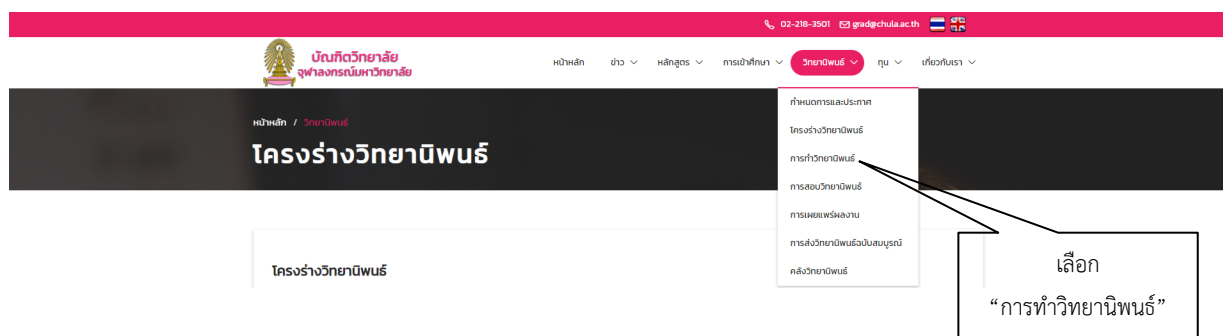 02-218-3501 grad@chula.ac.th
บัณฑิตวิทยาลัย
จุฬาลงกรณ์มหาวิทยาลัย
หน้าหลัก ข่าว หลักสูตร การเข้าศึกษา วิทยานิพนธ์ ทุน เกี่ยวกับเรา
กำหนดการและประกาศ
โครงร่างวิทยานิพนธ์
การทำวิทยานิพนธ์
การสอบวิทยานิพนธ์
การเผยแพร่ผลงาน
การส่งวิทยานิพนธ์ฉบับสมบูรณ์
คลังวิทยานิพนธ์
หน้าหลัก / วิทยานิพนธ์
โครงร่างวิทยานิพนธ์
โครงร่างวิทยานิพนธ์
เลือก
“การทำวิทยานิพนธ์”